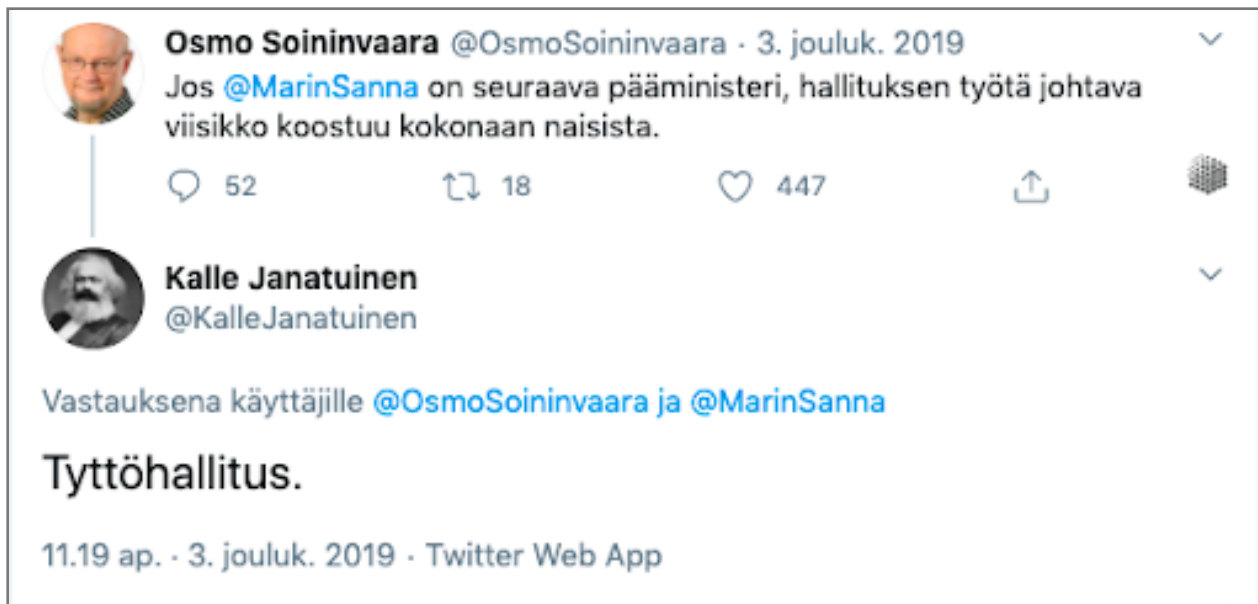 Osmo Soininvaara @OsmoSoininvaara · 3. jouluk. 2019
Jos @MarinSanna on seuraava pääministeri, hallituksen työtä johtava
viisikko koostuu kokonaan naisista.
52 18 447
Kalle Janatuinen
@KalleJanatuinen
Vastauksena käyttäjille @OsmoSoininvaara ja @MarinSanna
Tyttöhallitus.
11.19 ap. · 3. jouluk. 2019 · Twitter Web App